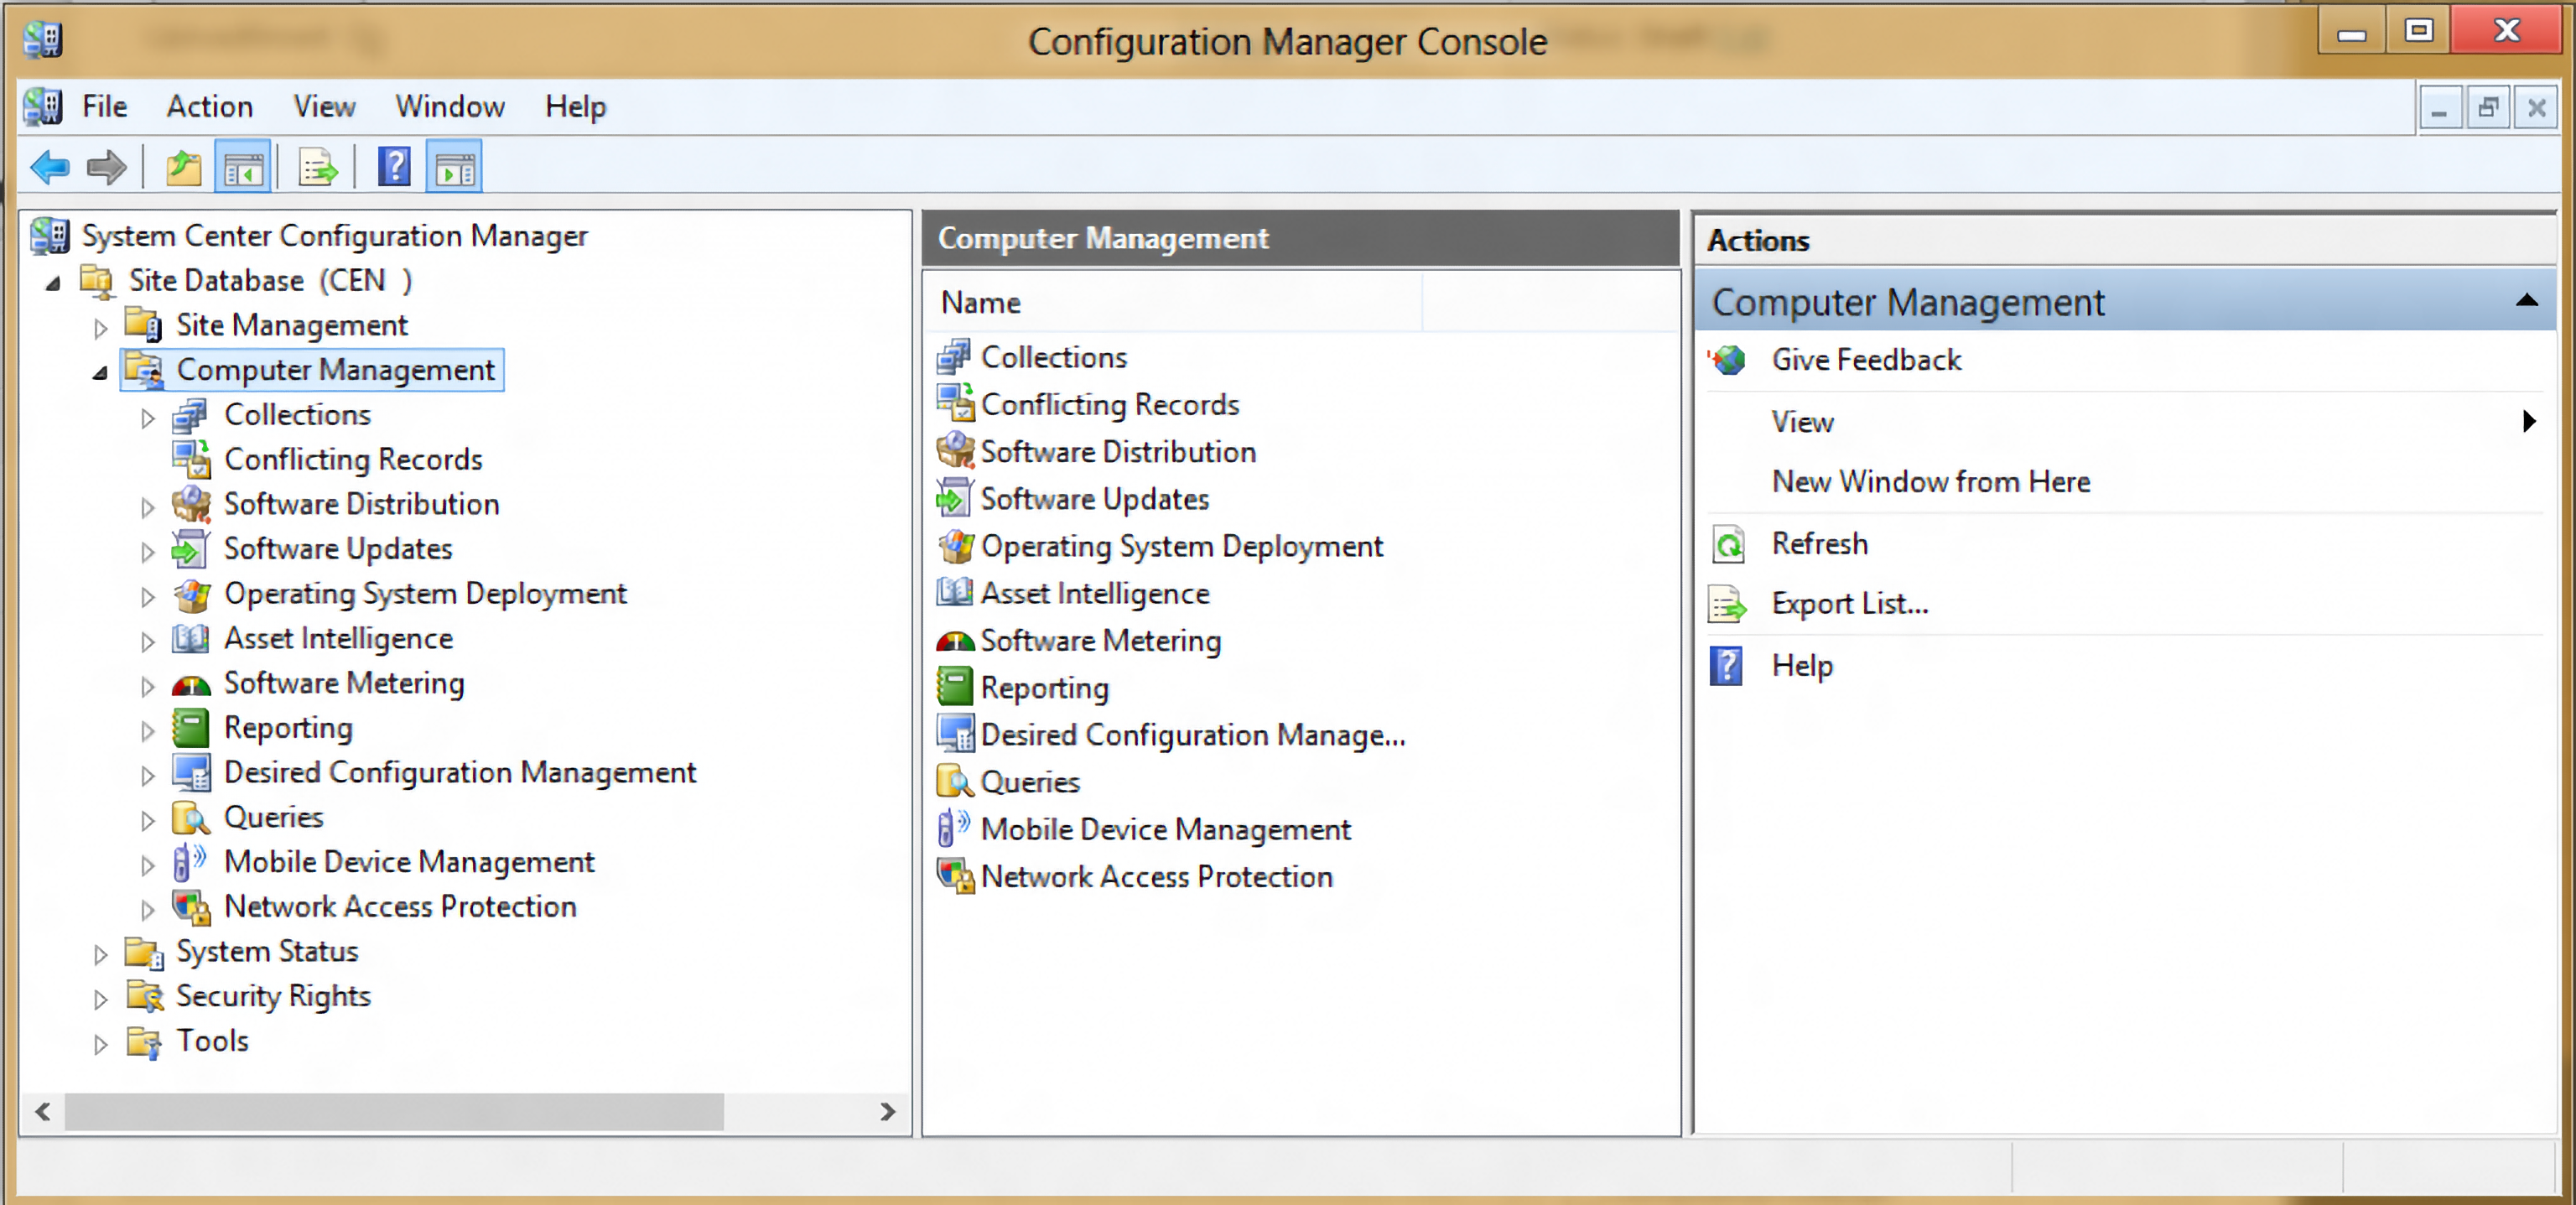 Configuration Manager Console
File Action View Window Help
System Center Configuration Manager
Site Database (CEN )
Site Management
Computer Management
Collections
Conflicting Records
Software Distribution
Software Updates
Operating System Deployment
Asset Intelligence
Software Metering
Reporting
Desired Configuration Management
Queries
Mobile Device Management
Network Access Protection
System Status
Security Rights
Tools
Computer Management
Name
Collections
Conflicting Records
Software Distribution
Software Updates
Operating System Deployment
Asset Intelligence
Software Metering
Reporting
Desired Configuration Manage...
Queries
Mobile Device Management
Network Access Protection
Actions
Computer Management
Give Feedback
View
New Window from Here
Refresh
Export List...
Help